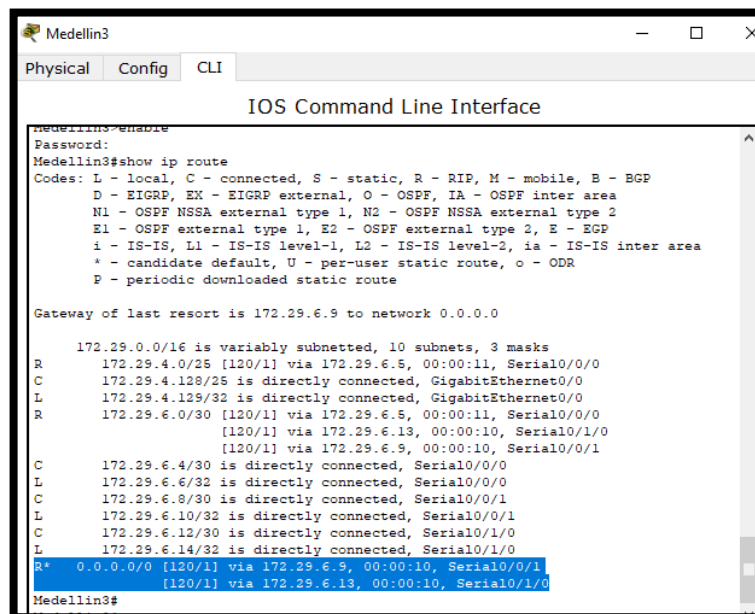 Medellin3
Physical Config CLI
IOS Command Line Interface
Medellin3>enable
Password:
Medellin3#show ip route
Codes: L - local, C - connected, S - static, R - RIP, M - mobile, B - BGP
D - EIGRP, EX - EIGRP external, O - OSPF, IA - OSPF inter area
N1 - OSPF NSSA external type 1, N2 - OSPF NSSA external type 2
E1 - OSPF external type 1, E2 - OSPF external type 2, E - EGP
i - IS-IS, L1 - IS-IS level-1, L2 - IS-IS level-2, ia - IS-IS inter area
* - candidate default, U - per-user static route, o - ODR
P - periodic downloaded static route
Gateway of last resort is 172.29.6.9 to network 0.0.0.0
172.29.0.0/16 is variably subnetted, 10 subnets, 3 masks
R 172.29.4.0/25 [120/1] via 172.29.6.5, 00:00:11, Serial0/0/0
C 172.29.4.128/25 is directly connected, GigabitEthernet0/0
L 172.29.4.129/32 is directly connected, GigabitEthernet0/0
R 172.29.6.0/30 [120/1] via 172.29.6.5, 00:00:11, Serial0/0/0
[120/1] via 172.29.6.13, 00:00:10, Serial0/1/0
[120/1] via 172.29.6.9, 00:00:10, Serial0/0/1
C 172.29.6.4/30 is directly connected, Serial0/0/0
L 172.29.6.6/32 is directly connected, Serial0/0/0
C 172.29.6.8/30 is directly connected, Serial0/0/1
L 172.29.6.10/32 is directly connected, Serial0/0/1
C 172.29.6.12/30 is directly connected, Serial0/1/0
L 172.29.6.14/32 is directly connected, Serial0/1/0
R* 0.0.0.0/0 [120/1] via 172.29.6.9, 00:00:10, Serial0/0/1
[120/1] via 172.29.6.13, 00:00:10, Serial0/1/0
Medellin3#